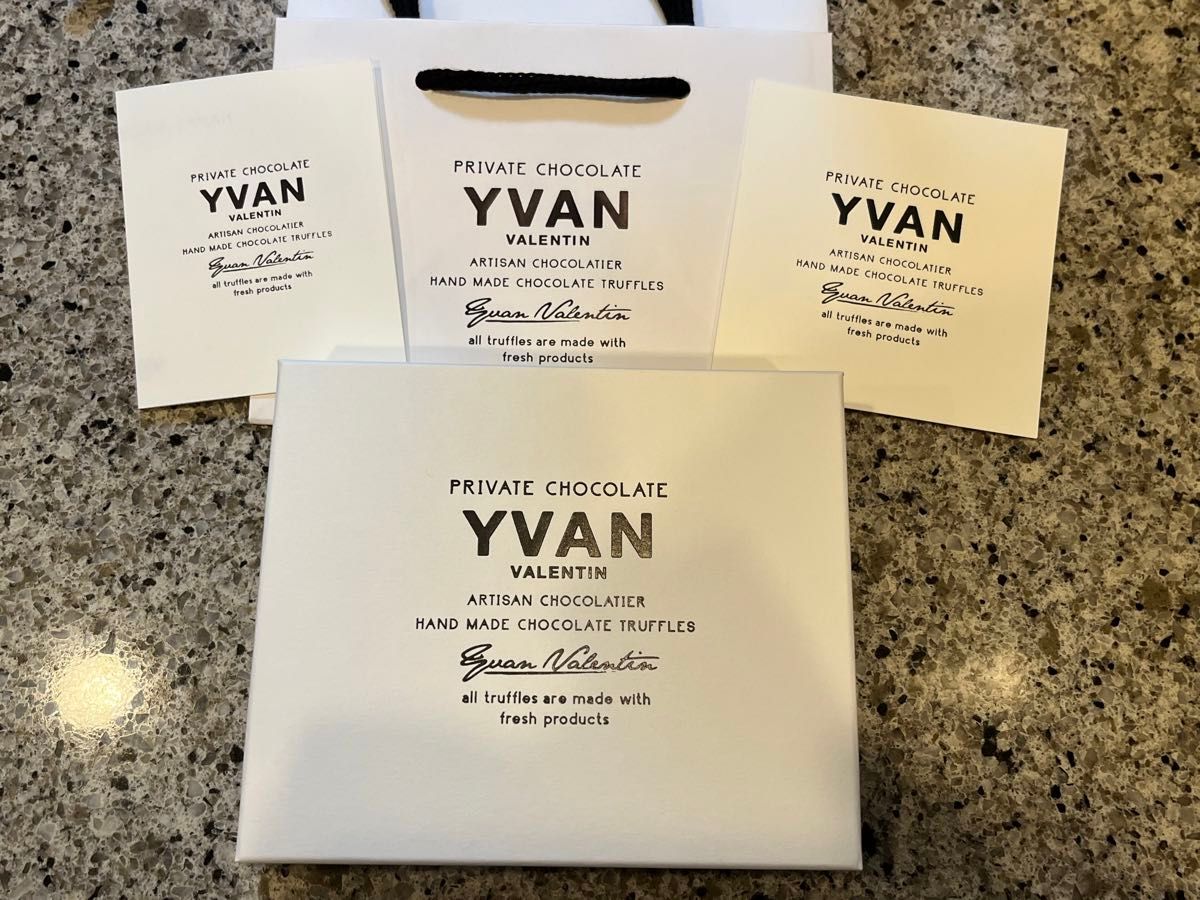 PRIVATE CHOCOLATE
YVAN
VALENTIN
ARTISAN CHOCOLATIER
HAND MADE CHOCOLATE TRUFFLES
Yvan Valentin
all truffles are made with
fresh products
PRIVATE CHOCOLATE
YVAN
VALENTIN
ARTISAN CHOCOLATIER
HAND MADE CHOCOLATE TRUFFLES
Yvan Valentin
all truffles are made with
fresh products
PRIVATE CHOCOLATE
YVAN
VALENTIN
ARTISAN CHOCOLATIER
HAND MADE CHOCOLATE TRUFFLES
Yvan Valentin
all truffles are made with
fresh products
PRIVATE CHOCOLATE
YVAN
VALENTIN
ARTISAN CHOCOLATIER
HAND MADE CHOCOLATE TRUFFLES
Yvan Valentin
all truffles are made with
fresh products